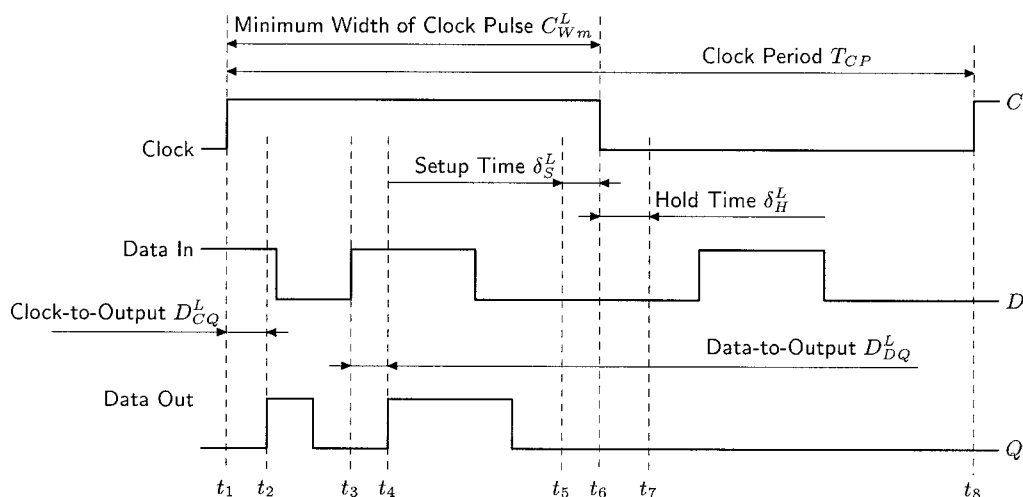 Minimum Width of Clock Pulse $C^L_{Wm}$
Clock Period $T_{CP}$
C
Clock
Setup Time $\delta^L_S$
Hold Time $\delta^L_H$
Data In
D
Clock-to-Output $D^L_{CQ}$
Data-to-Output $D^L_{DQ}$
Data Out
Q
$t_1$ $t_2$ $t_3$ $t_4$ $t_5$ $t_6$ $t_7$ $t_8$